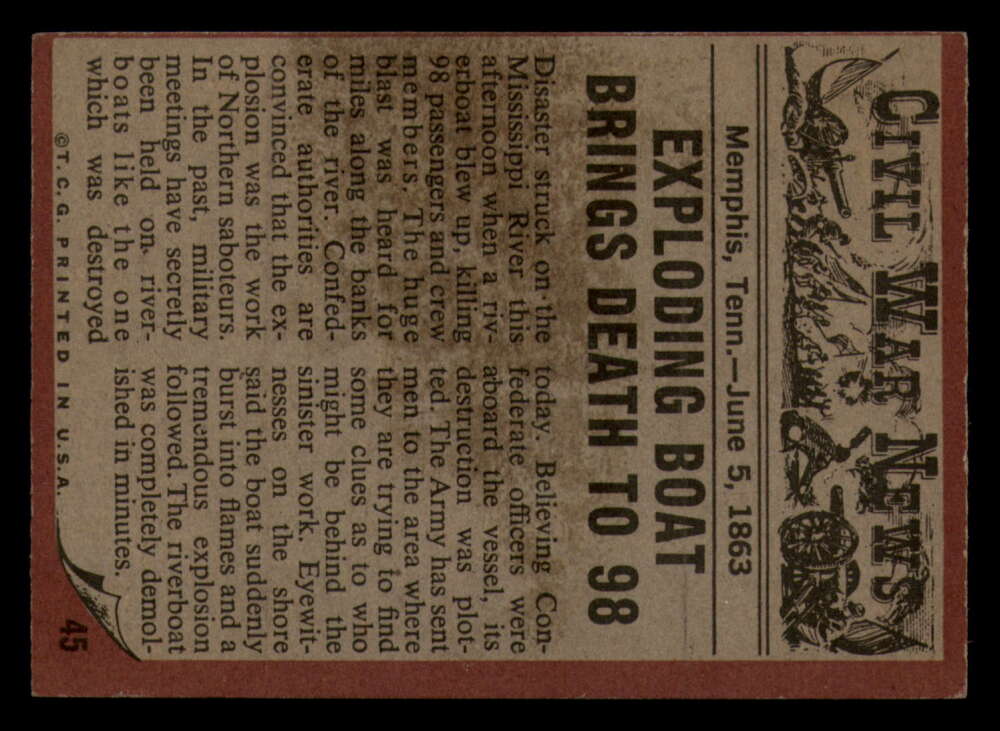 CIVIL WAR NEWS
Memphis, Tenn.—June 5, 1863
EXPLODING BOAT
BRINGS DEATH TO 98
Disaster struck on the
Mississippi River this
afternoon when a riv-
erboat blew up, killing
98 passengers and crew
members. The huge
blast was heard for
miles along the banks
of the river. Confed-
erate authorities are
convinced that the ex-
plosion was the work
of Northern saboteurs.
In the past, military
meetings have secretly
been held on river-
boats like the one
which was destroyed
today. Believing Con-
federate officers were
aboard the vessel, its
destruction was plot-
ted. The Army has sent
men to the area where
they are trying to find
some clues as to who
might be behind the
sinister work. Eyewit-
nesses on the shore
said the boat suddenly
burst into flames and a
tremendous explosion
followed. The riverboat
was completely demol-
ished in minutes.
©T.C.G. PRINTED IN U.S.A.
45